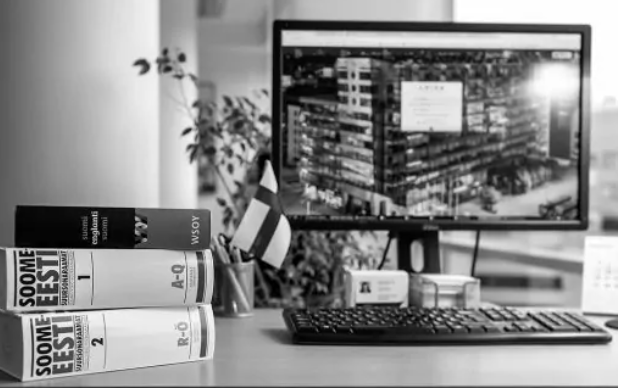 suomi
englanti
suomi
WSOY
SOOME-
EESTI
SUURSÕNARAAMAT
1
A-Q
SOOME-
EESTI
SUURSÕNARAAMAT
2
R-Ö